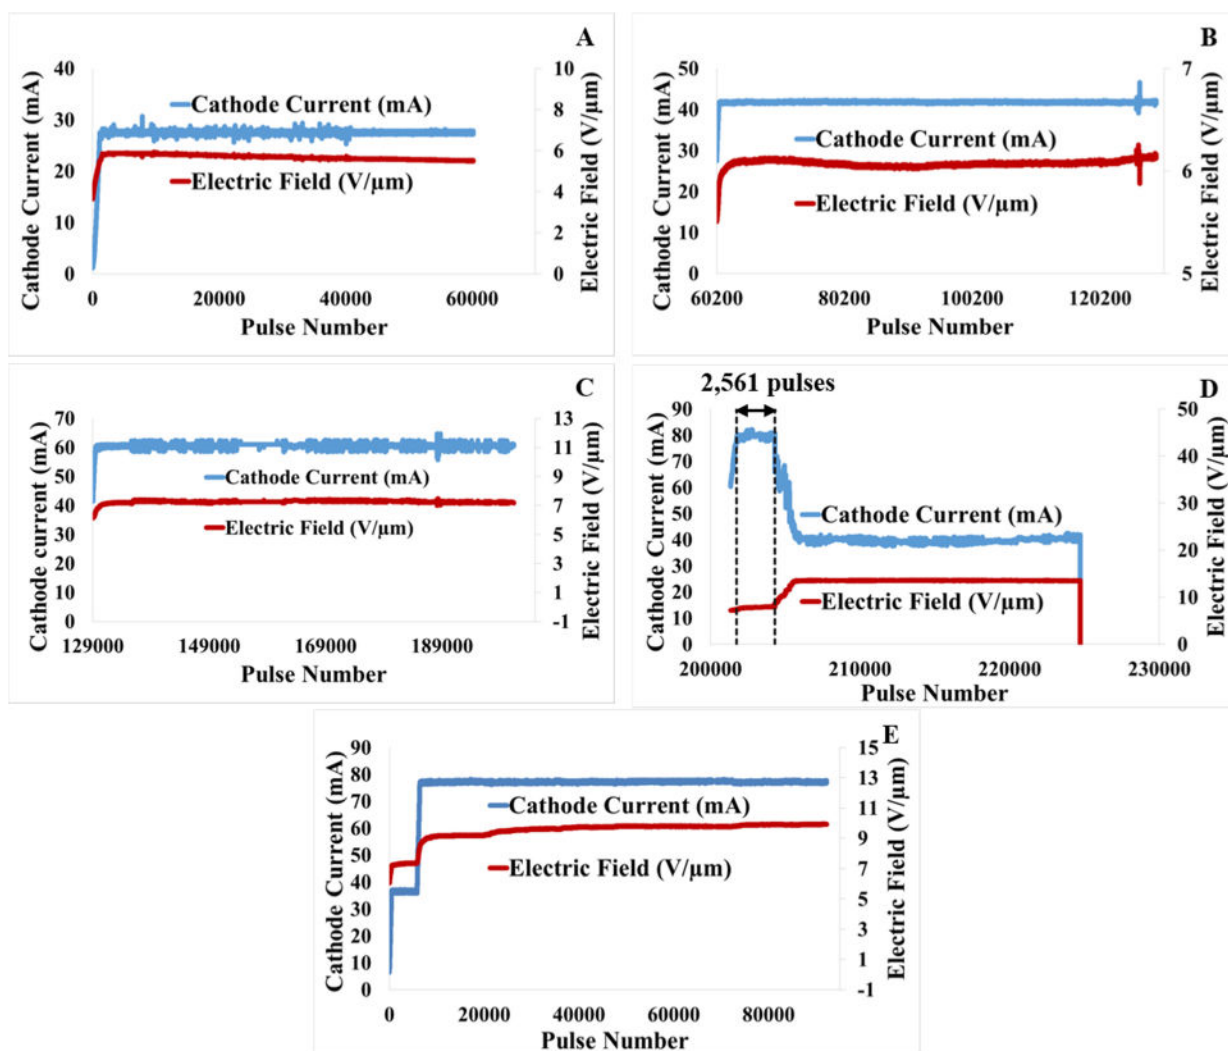 A
Cathode Current (mA)
40
30
20
10
0
Cathode Current (mA)
Electric Field (V/µm)
10
8
6
4
2
0
Electric Field (V/µm)
0 20000 40000 60000
Pulse Number
B
Cathode Current (mA)
50
40
30
20
10
0
Cathode Current (mA)
Electric Field (V/µm)
7
6
5
Electric Field (V/µm)
60200 80200 100200 120200
Pulse Number
C
Cathode current (mA)
70
60
50
40
30
20
10
0
Cathode Current (mA)
Electric Field (V/µm)
13
11
9
7
5
3
1
-1
Electric Field (V/µm)
129000 149000 169000 189000
Pulse Number
2,561 pulses
D
Cathode Current (mA)
90
80
70
60
50
40
30
20
10
0
Cathode Current (mA)
Electric Field (V/µm)
50
40
30
20
10
0
Electric Field (V/µm)
200000 210000 220000 230000
Pulse Number
E
Cathode Current (mA)
90
80
70
60
50
40
30
20
10
0
Cathode Current (mA)
Electric Field (V/µm)
15
13
11
9
7
5
3
1
-1
Electric Field (V/µm)
0 20000 40000 60000 80000
Pulse Number